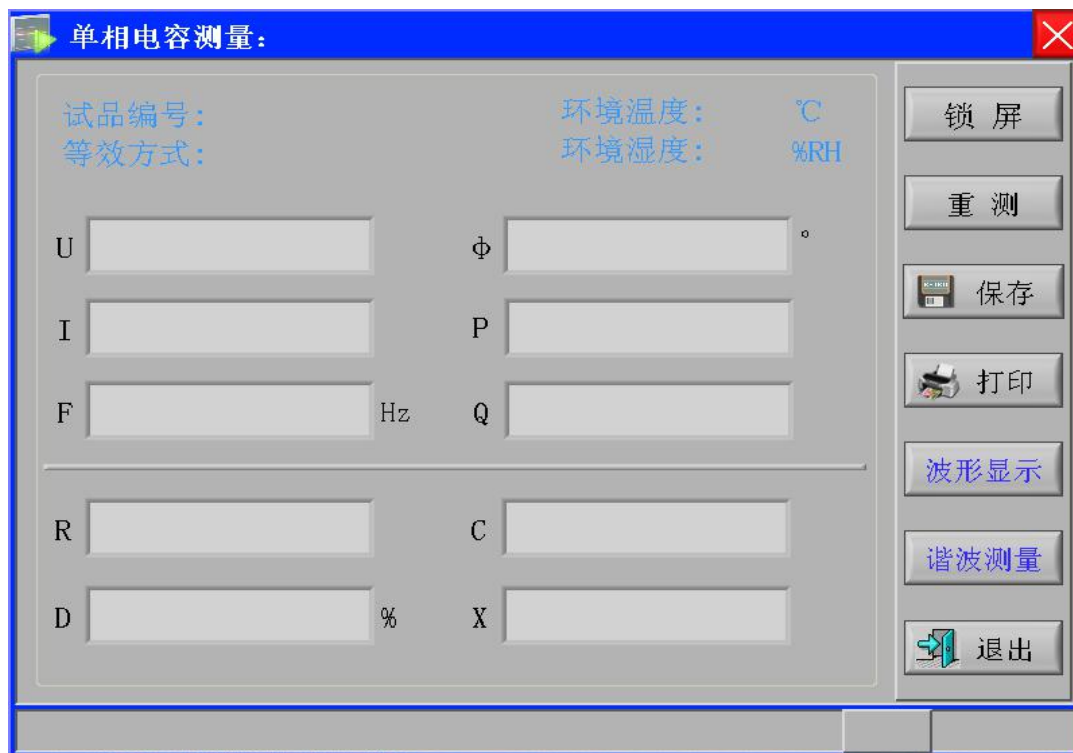 单相电容测量：
试品编号： 环境温度： ℃
等效方式： 环境湿度： %RH
U Φ °
I P
F Hz Q
R C
D % X
锁 屏
重 测
保存
打印
波形显示
谐波测量
退出